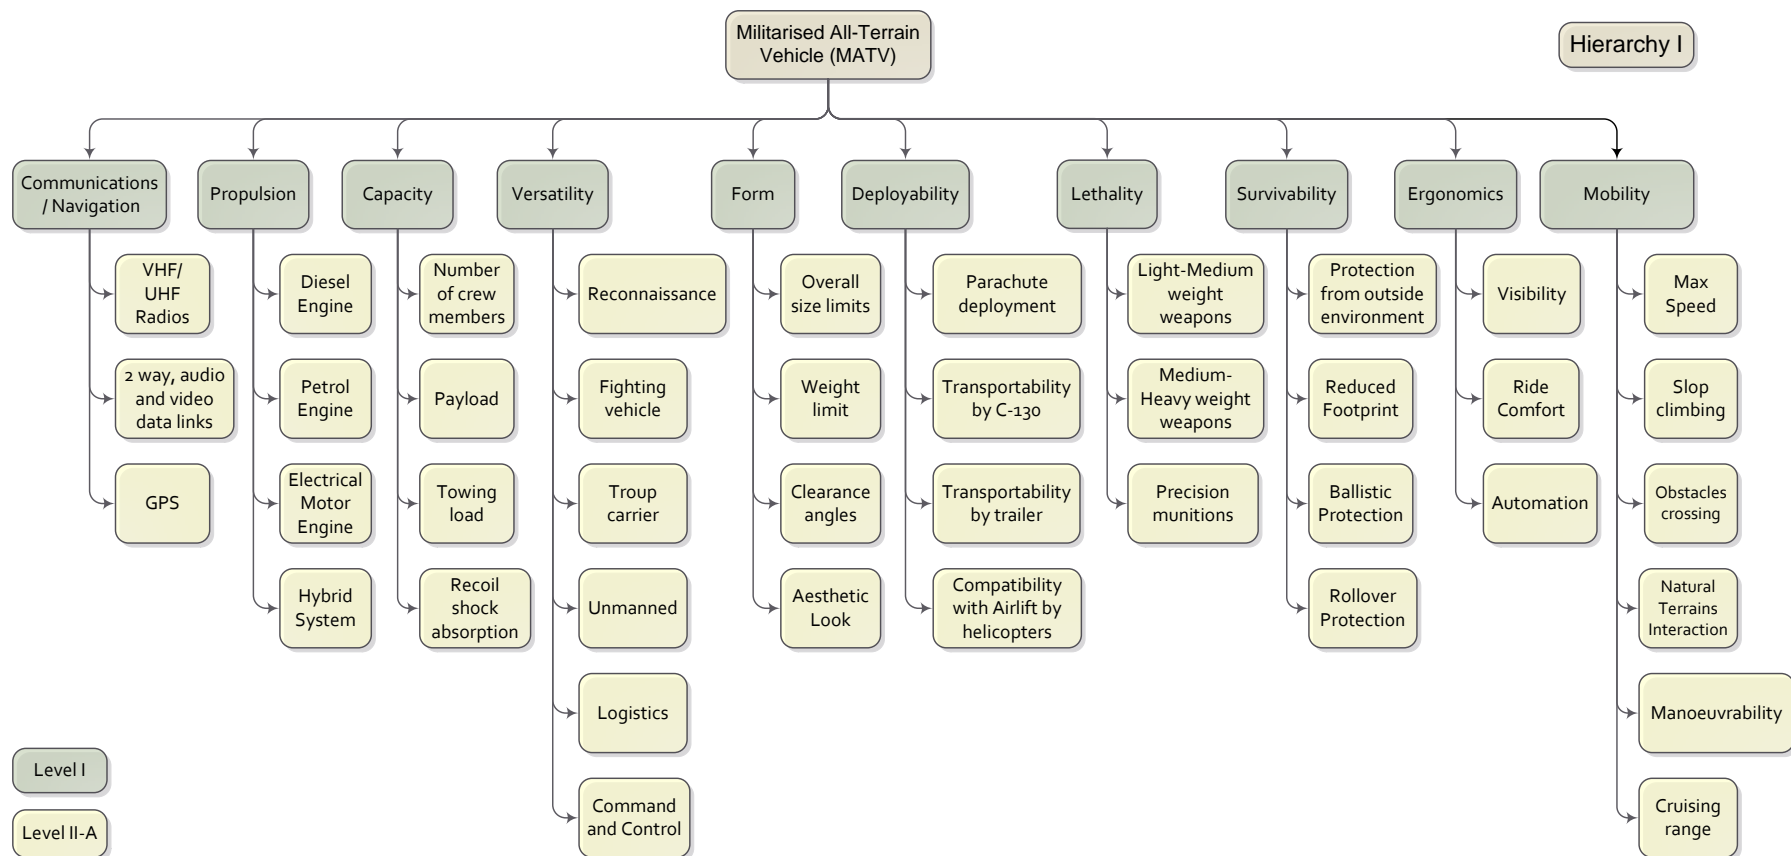 Militarised All-Terrain
Vehicle (MATV)
Hierarchy I
Communications
/ Navigation
Propulsion
Capacity
Versatility
Form
Deployability
Lethality
Survivability
Ergonomics
Mobility
VHF/
UHF
Radios
2 way, audio
and video
data links
GPS
Diesel
Engine
Petrol
Engine
Electrical
Motor
Engine
Hybrid
System
Number
of crew
members
Payload
Towing
load
Recoil
shock
absorption
Reconnaissance
Fighting
vehicle
Troup
carrier
Unmanned
Logistics
Command
and Control
Overall
size limits
Weight
limit
Clearance
angles
Aesthetic
Look
Parachute
deployment
Transportability
by C-130
Transportability
by trailer
Compatibility
with Airlift by
helicopters
Light-Medium
weight
weapons
Medium-
Heavy weight
weapons
Precision
munitions
Protection
from outside
environment
Reduced
Footprint
Ballistic
Protection
Rollover
Protection
Visibility
Ride
Comfort
Automation
Max
Speed
Slop
climbing
Obstacles
crossing
Natural
Terrains
Interaction
Manoeuvrability
Cruising
range
Level I
Level II-A